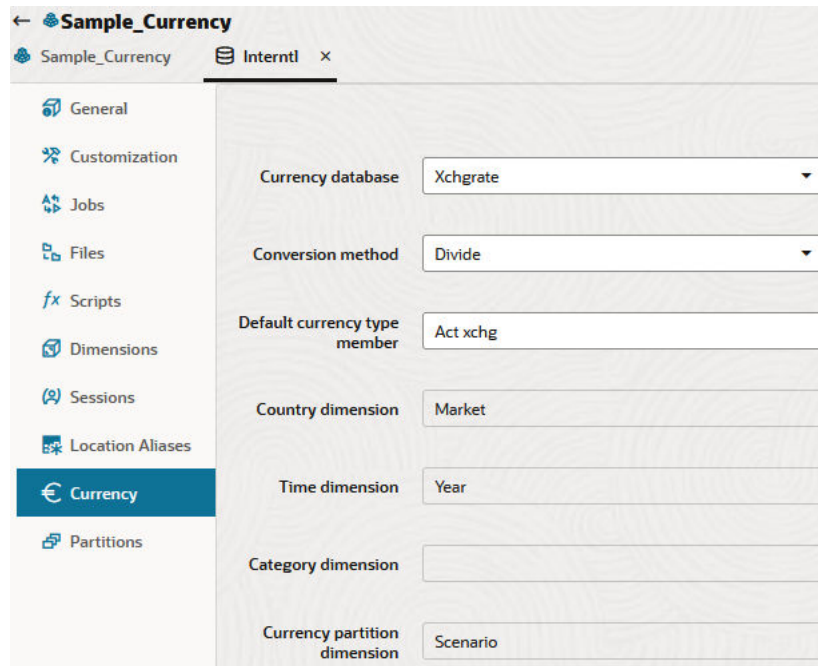 ← Sample_Currency
Sample_Currency Interntl ×
General
Customization
Jobs
Files
fx Scripts
Dimensions
Sessions
Location Aliases
€ Currency
Partitions
Currency database Xchgrate
Conversion method Divide
Default currency type
member Act xchg
Country dimension Market
Time dimension Year
Category dimension
Currency partition
dimension Scenario